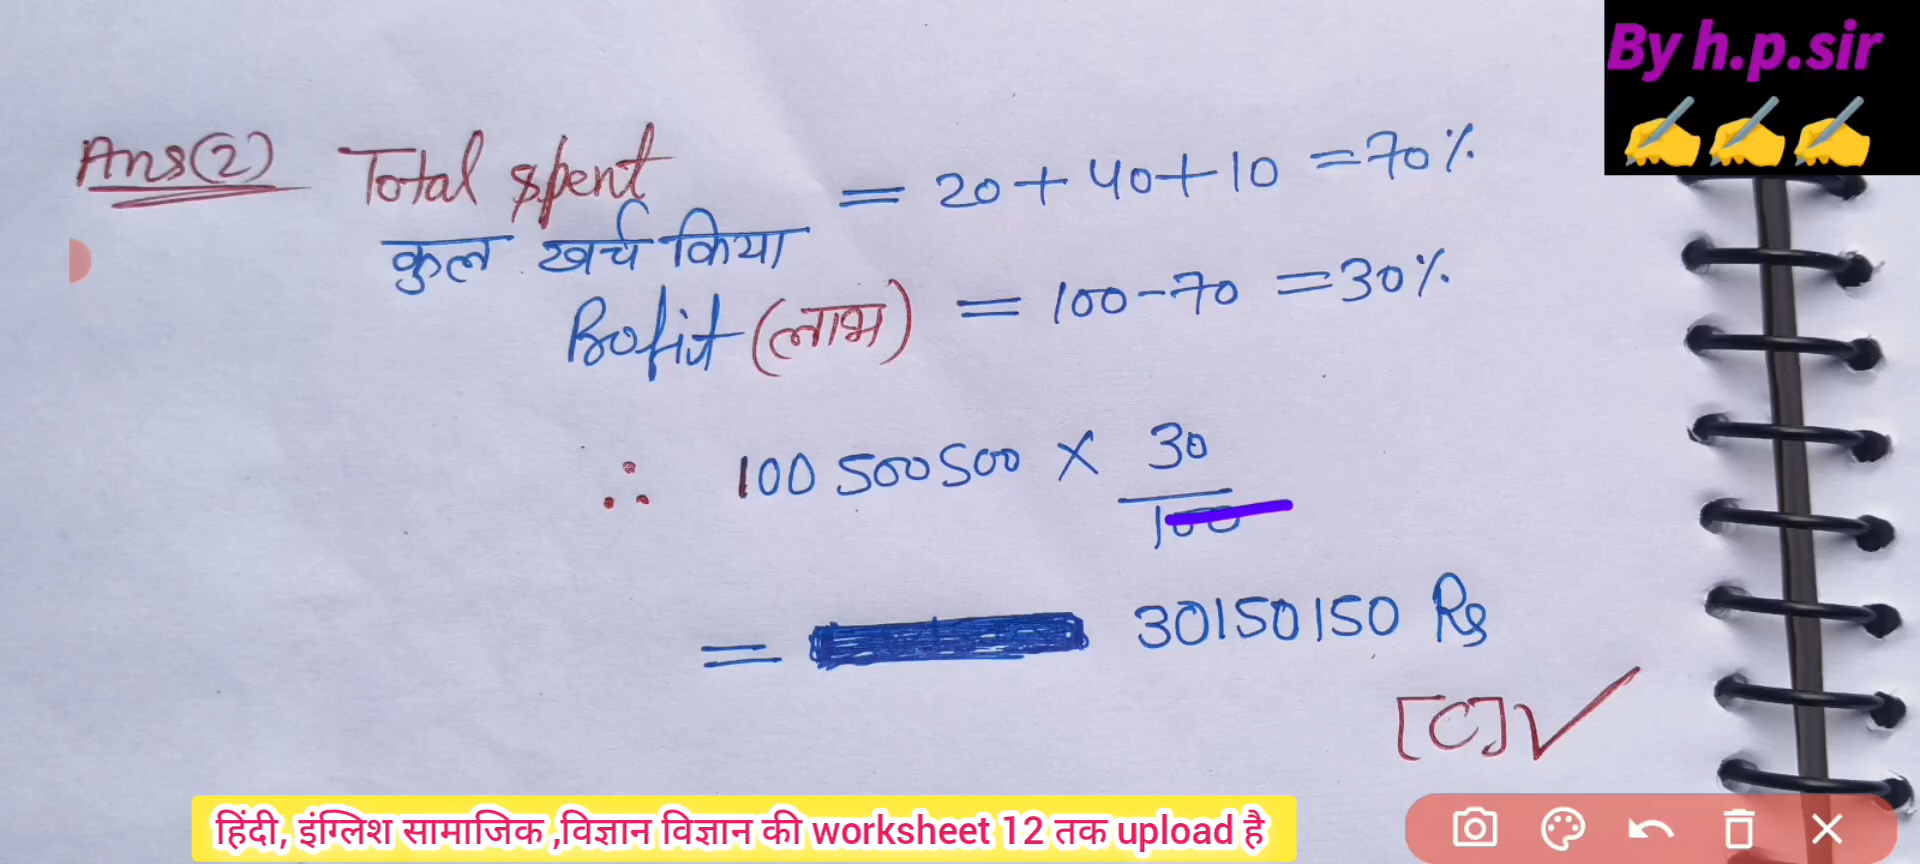 By h.p.sir
Ans(2) Total spent = 20+40+10 =70%
कुल खर्च किया
Profit (लाभ) = 100-70 =30%
∴ 100500500 × 30
100
= 30150150 Rs
[C]✓
हिंदी, इंग्लिश सामाजिक ,विज्ञान विज्ञान की worksheet 12 तक upload है